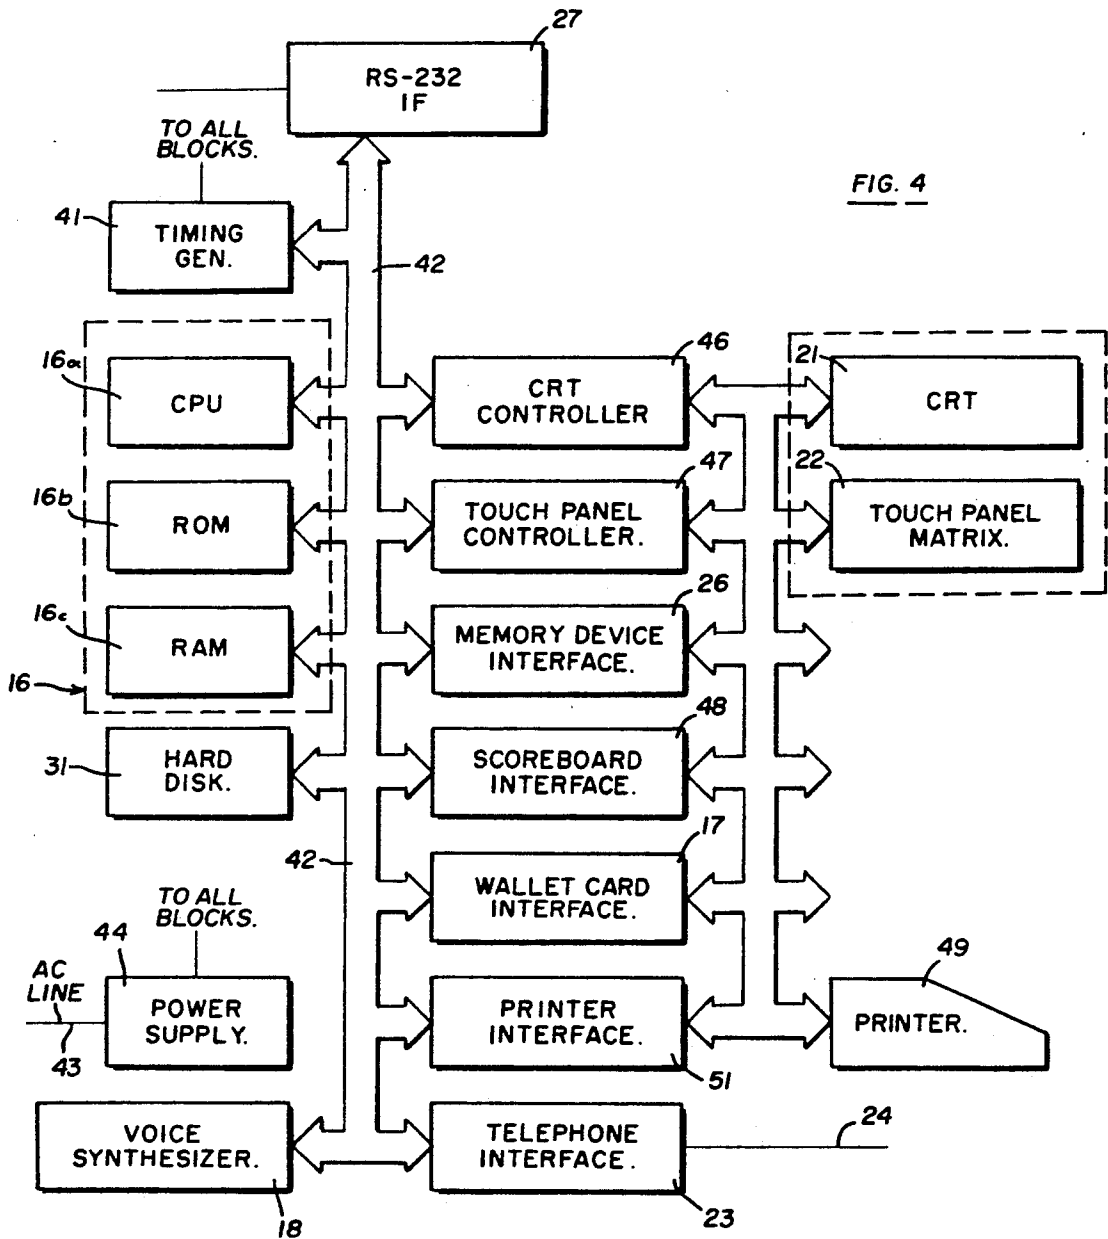 27
RS-232
IF
TO ALL
BLOCKS.
FIG. 4
41
TIMING
GEN.
42
16a
CPU
46
CRT
CONTROLLER
21
CRT
16b
ROM
47
TOUCH PANEL
CONTROLLER.
22
TOUCH PANEL
MATRIX.
16c
RAM
16
26
MEMORY DEVICE
INTERFACE.
31
HARD
DISK.
48
SCOREBOARD
INTERFACE.
42
17
WALLET CARD
INTERFACE.
TO ALL
BLOCKS.
44
AC
LINE
43
POWER
SUPPLY.
PRINTER
INTERFACE.
51
49
PRINTER.
VOICE
SYNTHESIZER.
18
TELEPHONE
INTERFACE.
23
24